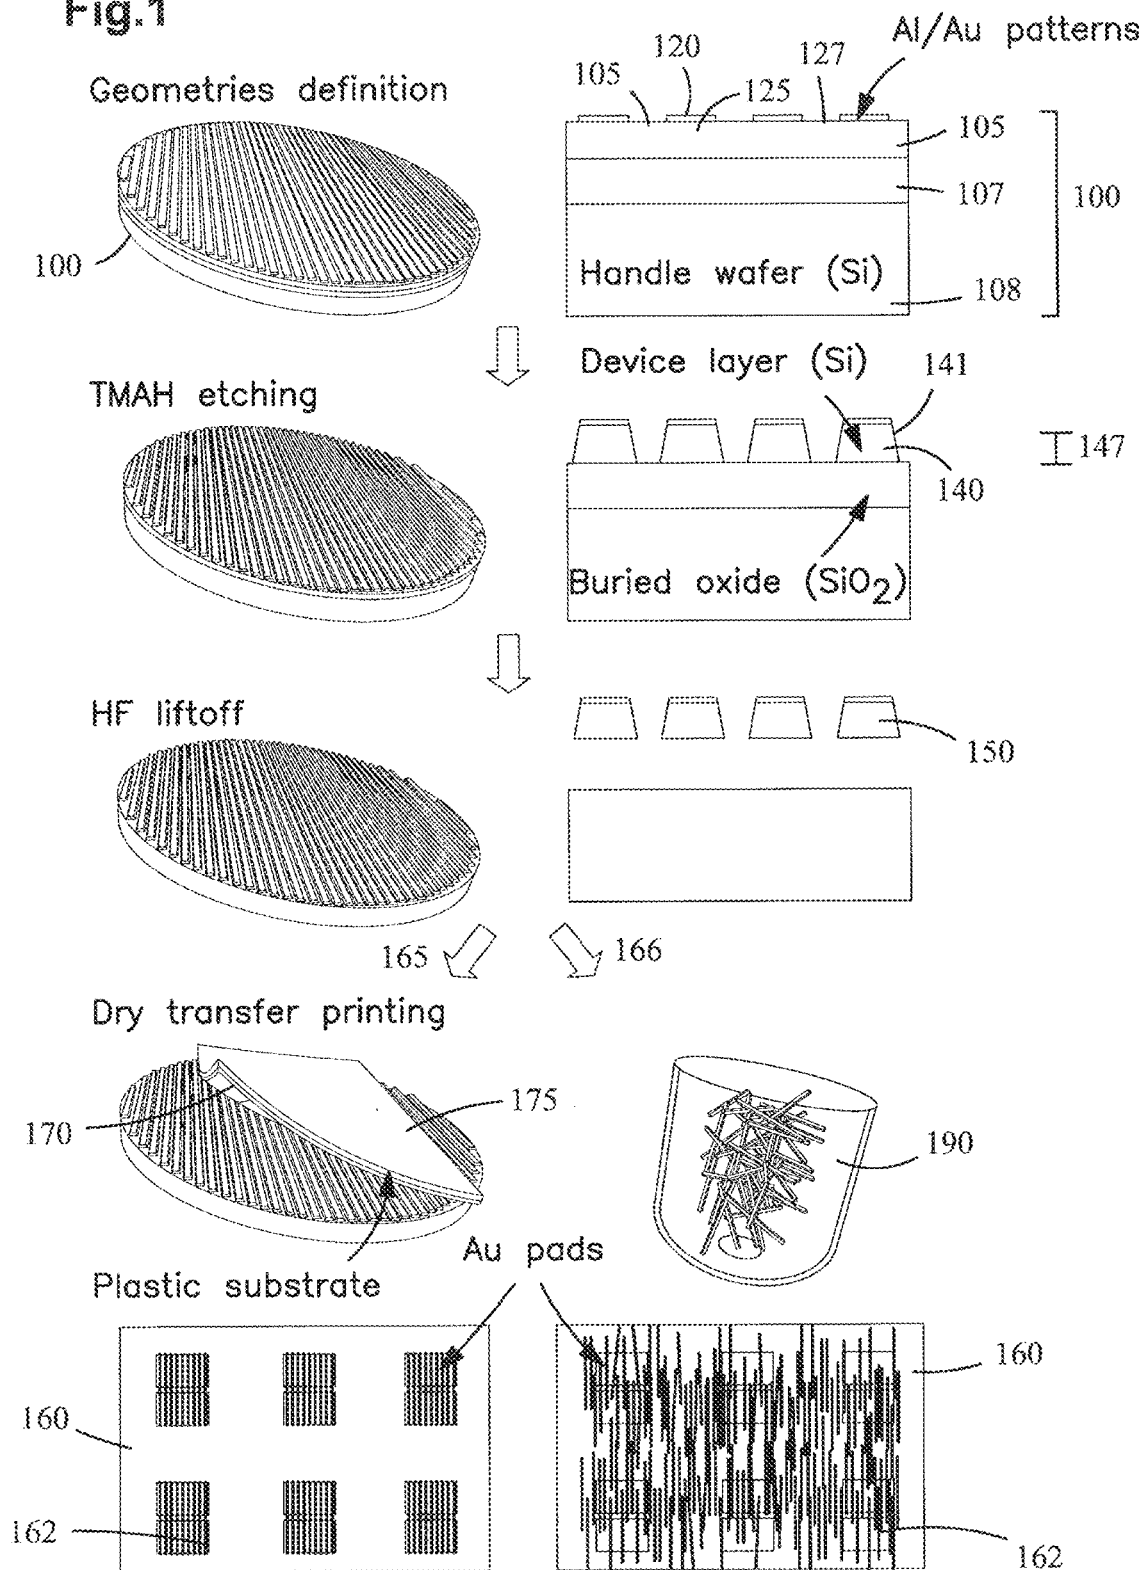 Fig.1
Al/Au patterns
Geometries definition
105
120
125
127
105
107
100
100
Handle wafer (Si)
108
Device layer (Si)
141
TMAH etching
147
140
Buried oxide (SiO2)
HF liftoff
150
165
166
Dry transfer printing
170
175
190
Au pads
Plastic substrate
160
160
162
162